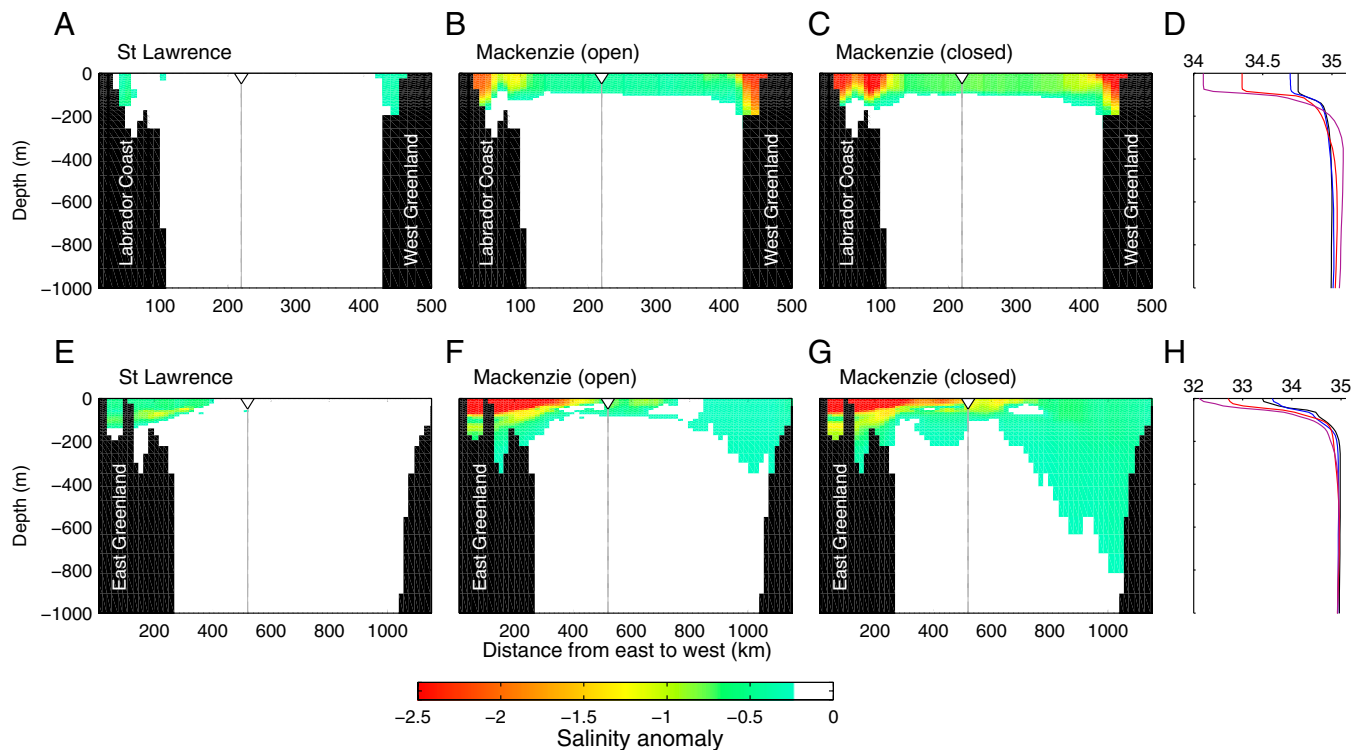 A B C D
St Lawrence Mackenzie (open) Mackenzie (closed) 34 34.5 35
0
−200
−400
−600
−800
−1000
Depth (m)
Labrador Coast West Greenland Labrador Coast West Greenland Labrador Coast West Greenland
100 200 300 400 500 100 200 300 400 500 100 200 300 400 500
E F G H
St Lawrence Mackenzie (open) Mackenzie (closed) 32 33 34 35
0
−200
−400
−600
−800
−1000
Depth (m)
East Greenland East Greenland East Greenland
200 400 600 800 1000 200 400 600 800 1000 200 400 600 800 1000
Distance from east to west (km)
−2.5 −2 −1.5 −1 −0.5 0
Salinity anomaly